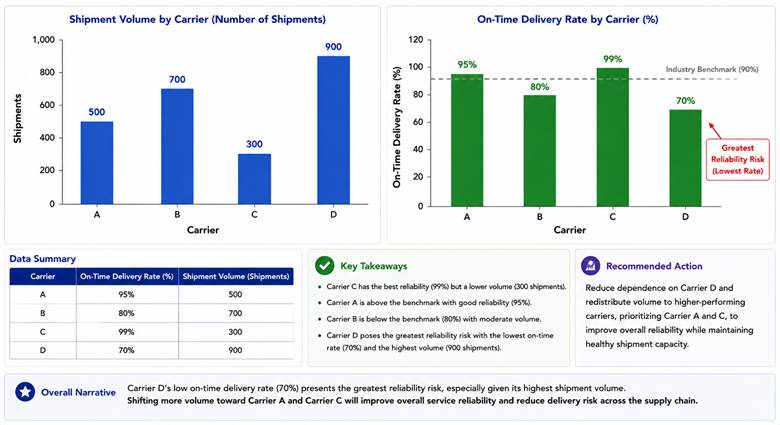 Shipment Volume by Carrier (Number of Shipments)
1,000
800
600
400
200
0
Shipments
500
700
300
900
A
B
C
D
Carrier
On-Time Delivery Rate by Carrier (%)
120
100
80
60
40
20
0
On-Time Delivery Rate (%)
95%
80%
99%
70%
Industry Benchmark (90%)
Greatest
Reliability Risk
(Lowest Rate)
A
B
C
D
Carrier
Data Summary
Carrier On-Time Delivery Rate (%) Shipment Volume (Shipments)
A 95% 500
B 80% 700
C 99% 300
D 70% 900
Key Takeaways
• Carrier C has the best reliability (99%) but a lower volume (300 shipments).
• Carrier A is above the benchmark with good reliability (95%).
• Carrier B is below the benchmark (80%) with moderate volume.
• Carrier D poses the greatest reliability risk with the lowest on-time
rate (70%) and the highest volume (900 shipments).
Recommended Action
Reduce dependence on Carrier D and
redistribute volume to higher-performing
carriers, prioritizing Carrier A and C, to
improve overall reliability while maintaining
healthy shipment capacity.
Overall Narrative
Carrier D's low on-time delivery rate (70%) presents the greatest reliability risk, especially given its highest shipment volume.
Shifting more volume toward Carrier A and Carrier C will improve overall service reliability and reduce delivery risk across the supply chain.